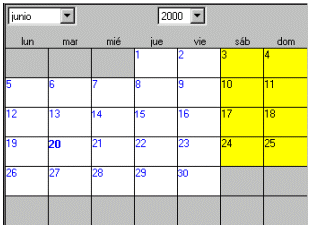 junio 2000
lun mar mié jue vie sáb dom
1 2 3 4
5 6 7 8 9 10 11
12 13 14 15 16 17 18
19 20 21 22 23 24 25
26 27 28 29 30